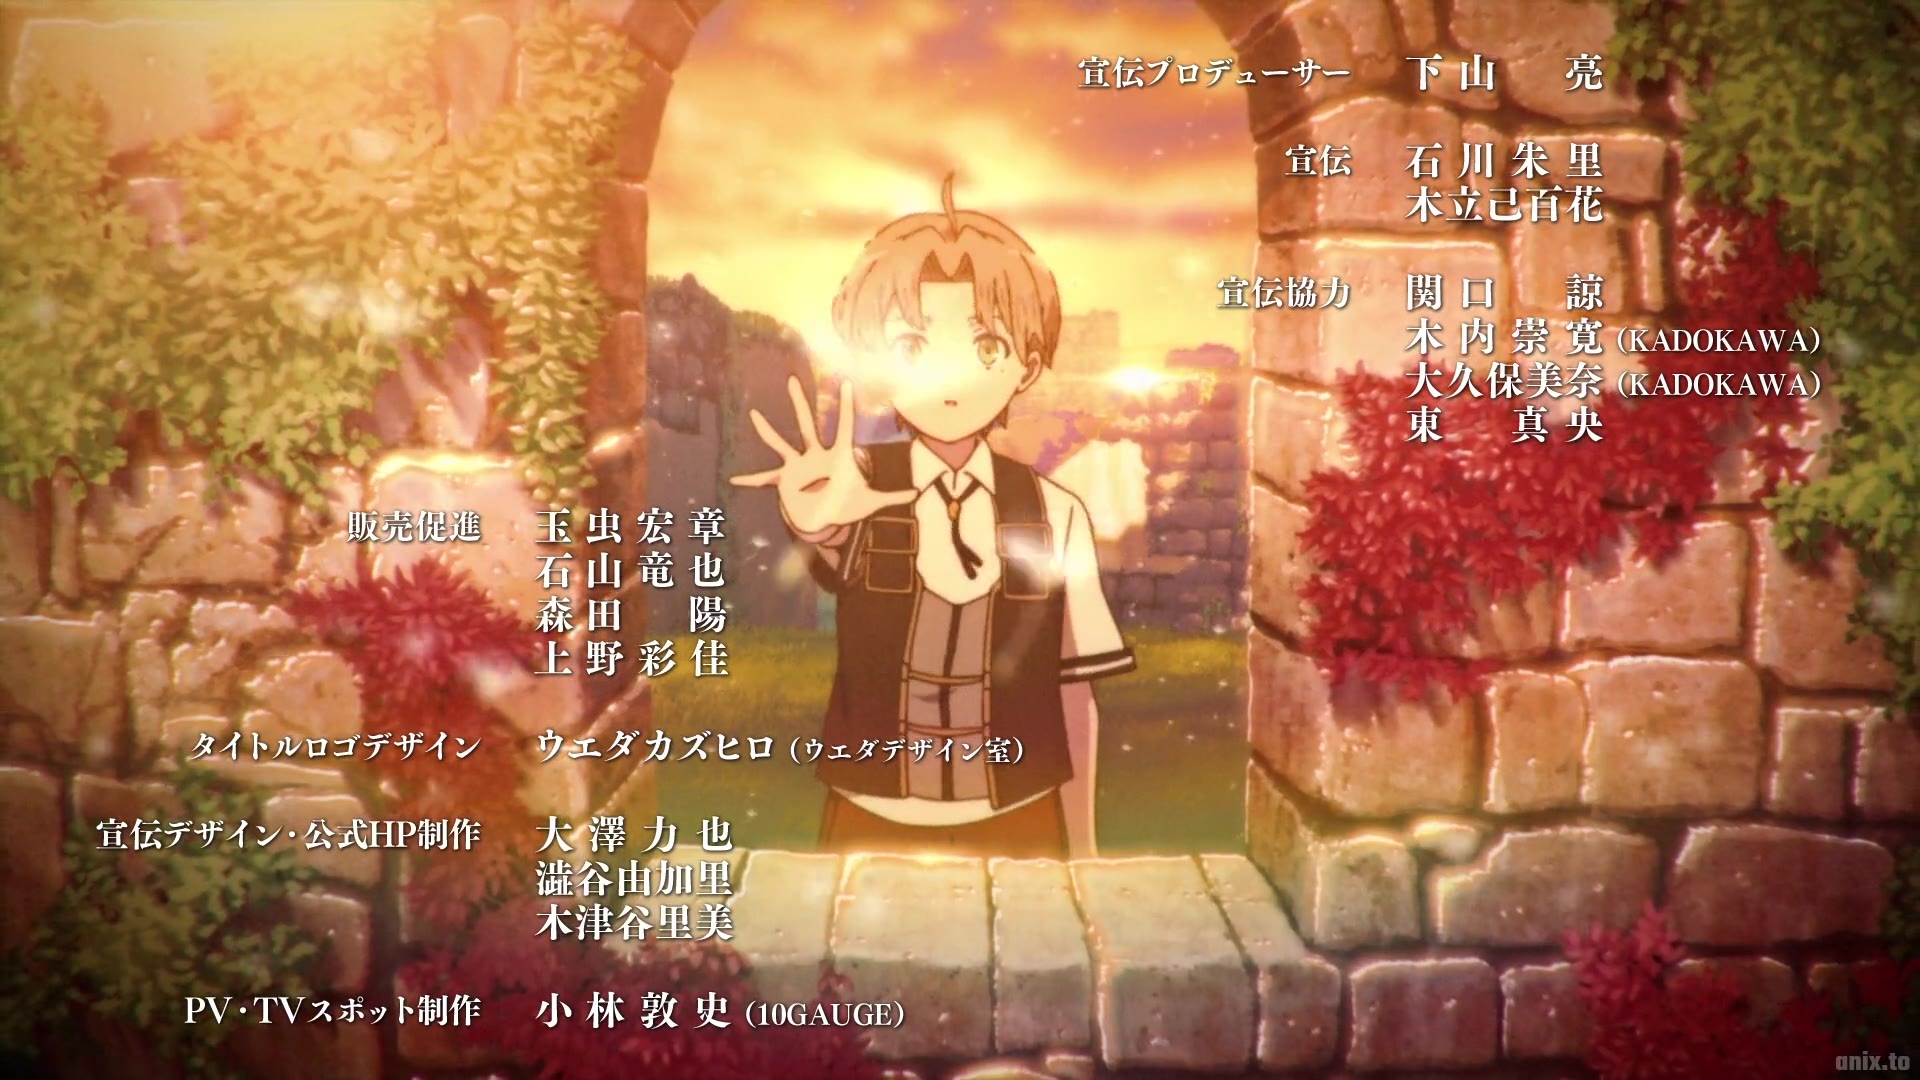 宣伝プロデューサー 下山 亮
宣伝 石川朱里
木立己百花
宣伝協力 関口 諒
木内崇寛 (KADOKAWA)
大久保美奈 (KADOKAWA)
東 真央
販売促進 玉虫宏章
石山竜也
森田 陽
上野彩佳
タイトルロゴデザイン ウエダカズヒロ (ウエダデザイン室)
宣伝デザイン・公式HP制作 大澤力也
澁谷由加里
木津谷里美
PV・TVスポット制作 小林敦史 (10GAUGE)
anix.to